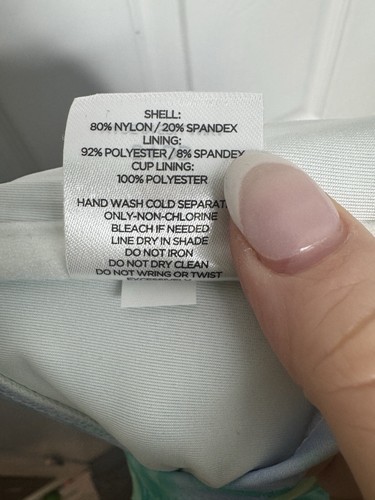 SHELL:
80% NYLON / 20% SPANDEX
LINING:
92% POLYESTER / 8% SPANDEX
CUP LINING:
100% POLYESTER
HAND WASH COLD SEPARAT
ONLY-NON-CHLORINE
BLEACH IF NEEDED
LINE DRY IN SHADE
DO NOT IRON
DO NOT DRY CLEAN
DO NOT WRING OR TWIST